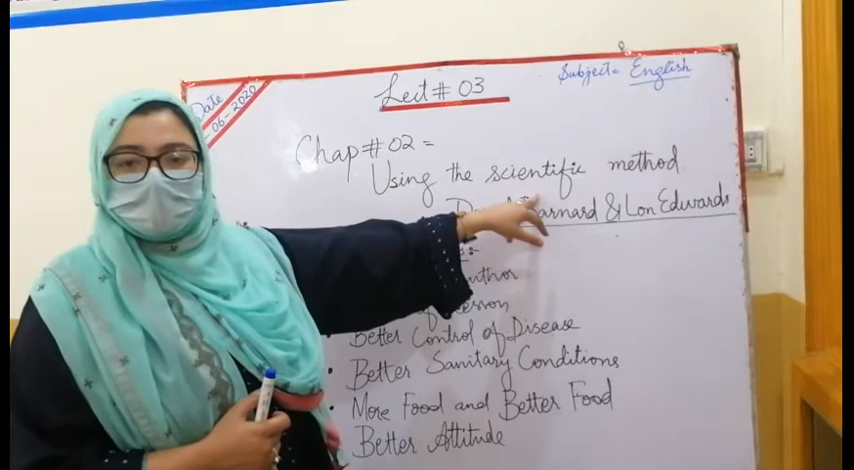 Date
-06-2020
Lect # 03
Subject= English
Chap # 02 =
Using the scientific method
Barnard & Lon Edwards
Better Control of Disease
Better Sanitary Conditions
More Food and Better Food
Better Attitude